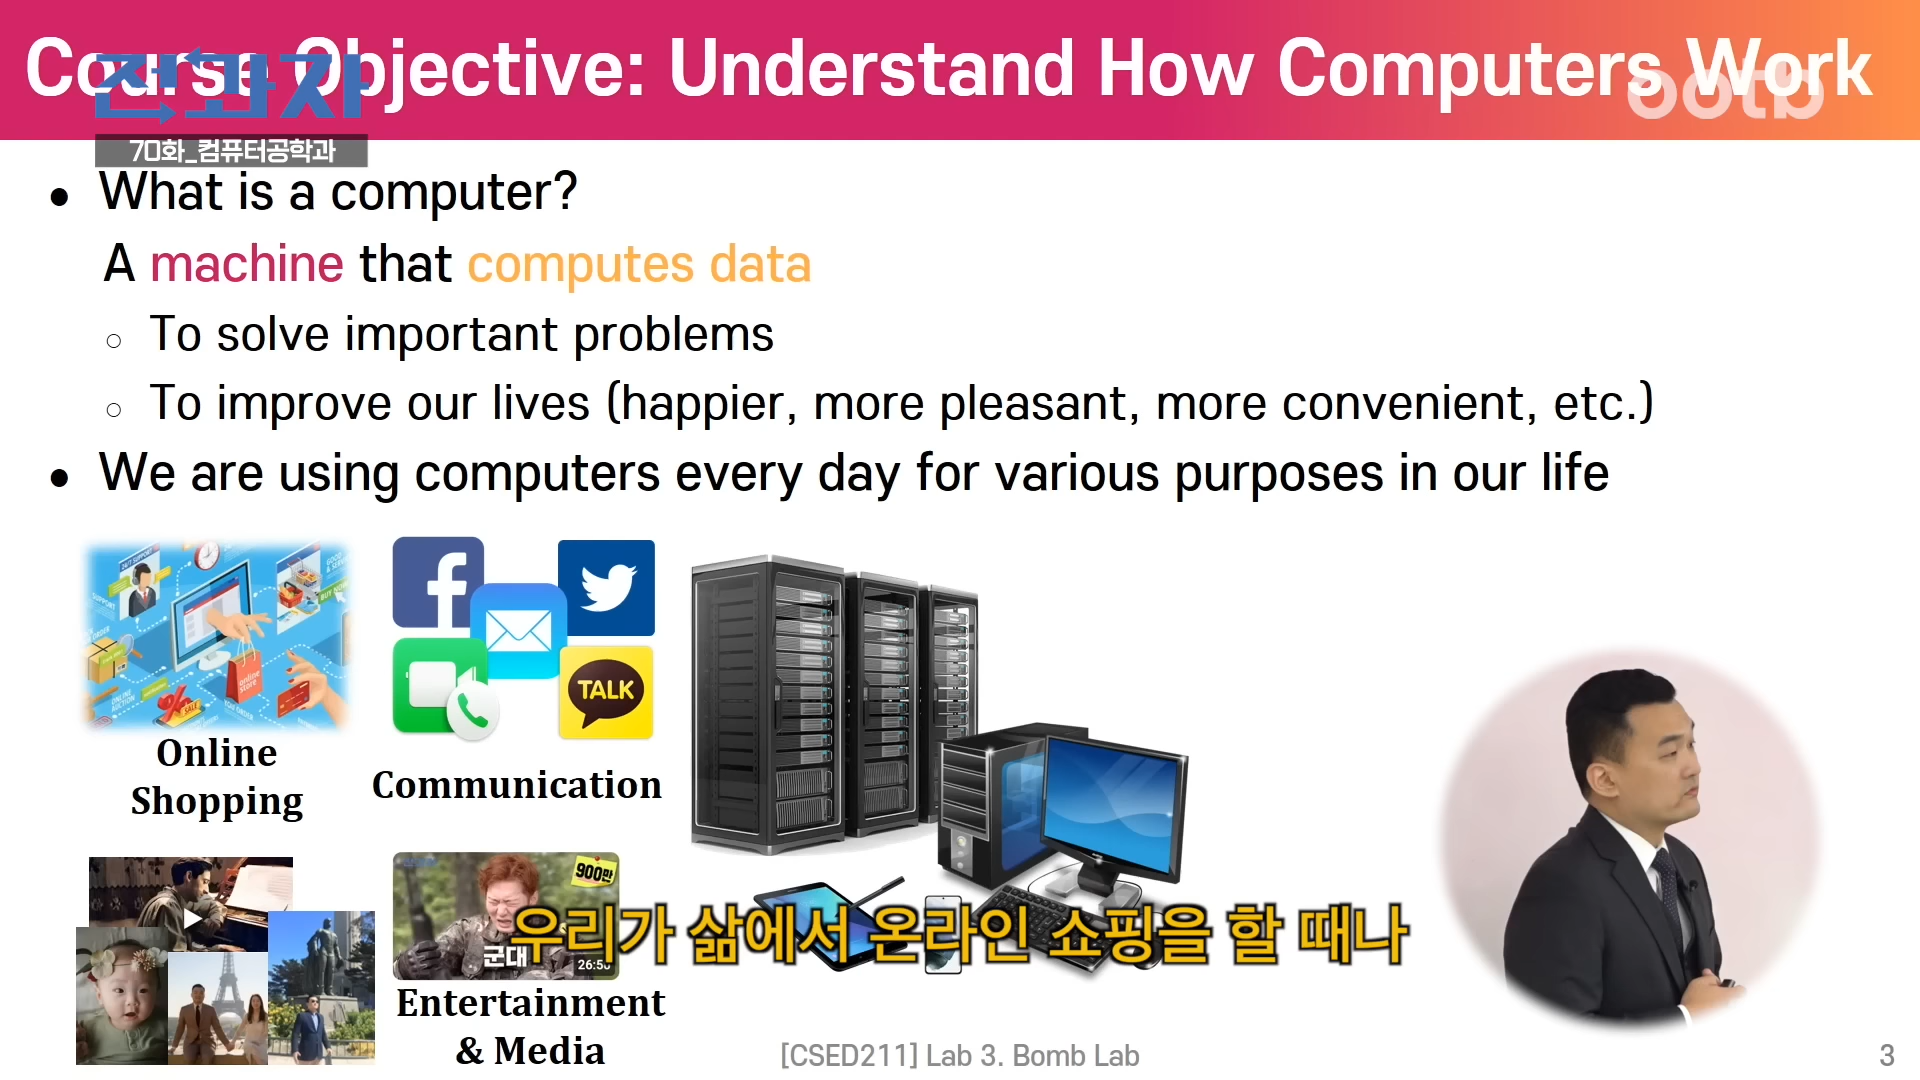 Course Objective: Understand How Computers Work
전과자
ootb
70화_컴퓨터공학과
What is a computer?
A machine that computes data
To solve important problems
To improve our lives (happier, more pleasant, more convenient, etc.)
We are using computers every day for various purposes in our life
TALK
Online
Shopping
Communication
900만
군대
26:50
우리가 삶에서 온라인 쇼핑을 할 때나
Entertainment
& Media
[CSED211] Lab 3. Bomb Lab
3